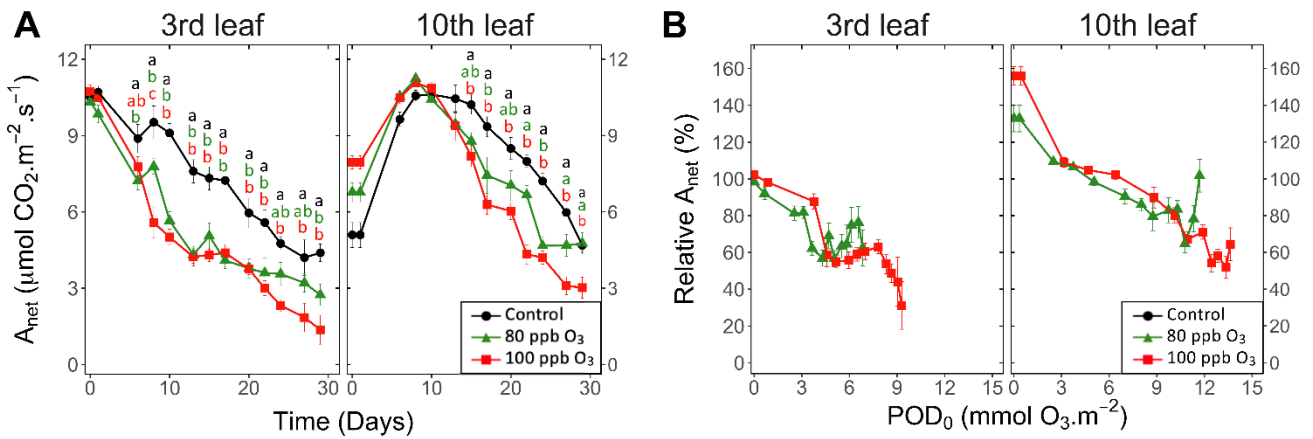 A
3rd leaf
10th leaf
Anet (μmol CO2.m⁻².s⁻¹)
12
9
6
3
0
a
ab
b
a
b
c
a
b
b
a
b
b
a
b
b
a
b
b
a
b
b
a
b
b
a
ab
b
a
ab
b
a
b
b
a
ab
b
a
b
b
a
ab
b
a
a
b
a
a
b
a
a
b
a
a
b
12
9
6
3
0
Control
80 ppb O3
100 ppb O3
0 10 20 30
0 10 20 30
Time (Days)
B
3rd leaf
10th leaf
Relative Anet (%)
160
140
120
100
80
60
40
20
0
160
140
120
100
80
60
40
20
0
Control
80 ppb O3
100 ppb O3
0 3 6 9 12 15
0 3 6 9 12 15
POD0 (mmol O3.m⁻²)